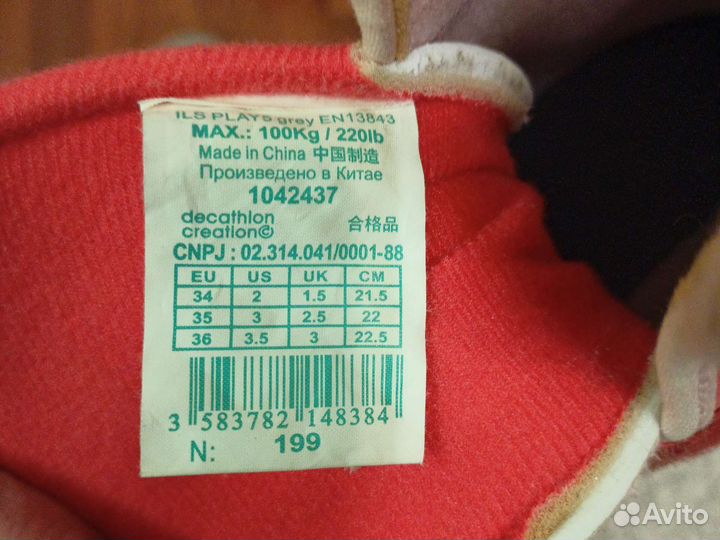 ILS PLAY5 grey EN13843
MAX.: 100Kg / 220lb
Made in China 中国制造
Произведено в Китае
1042437
decathlon
creation©
合格品
CNPJ : 02.314.041/0001-88
EU US UK CM
34 2 1.5 21.5
35 3 2.5 22
36 3.5 3 22.5
3 583782 148384
N: 199
Avito